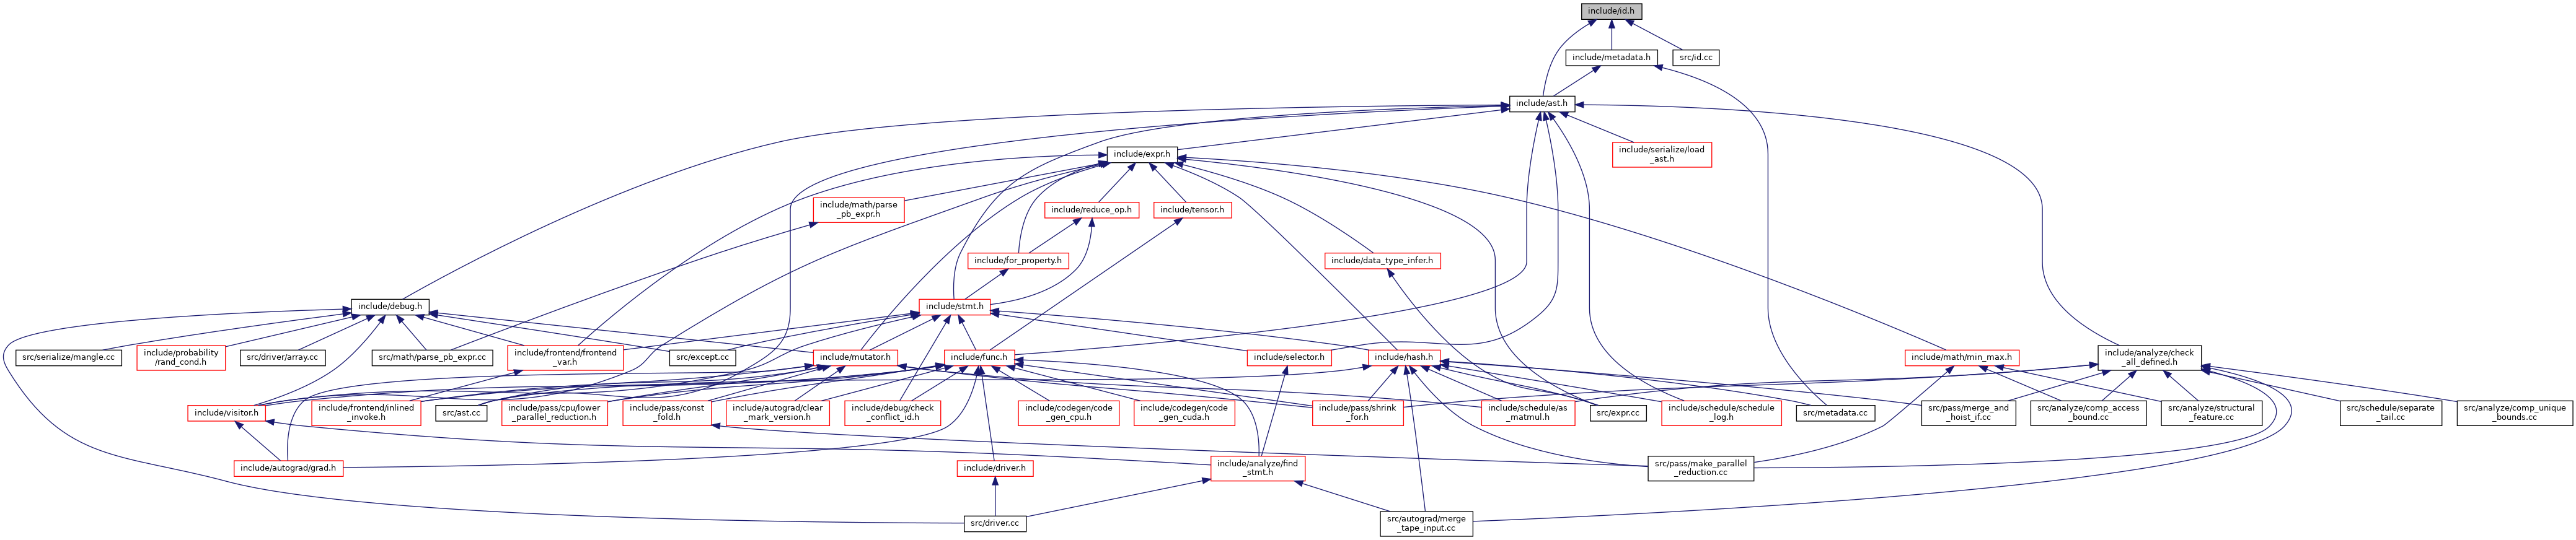 include/id.h
include/metadata.h
src/id.cc
include/ast.h
include/serialize/load
_ast.h
include/expr.h
include/math/parse
_pb_expr.h
include/reduce_op.h
include/tensor.h
include/for_property.h
include/data_type_infer.h
include/debug.h
include/stmt.h
src/serialize/mangle.cc
include/probability
/rand_cond.h
src/driver/array.cc
src/math/parse_pb_expr.cc
include/frontend/frontend
_var.h
src/except.cc
include/mutator.h
include/func.h
include/selector.h
include/hash.h
include/math/min_max.h
include/analyze/check
_all_defined.h
include/visitor.h
include/frontend/inlined
_invoke.h
src/ast.cc
include/pass/cpu/lower
_parallel_reduction.h
include/pass/const
_fold.h
include/autograd/clear
_mark_version.h
include/debug/check
_conflict_id.h
include/codegen/code
_gen_cpu.h
include/codegen/code
_gen_cuda.h
include/pass/shrink
_for.h
include/schedule/as
_matmul.h
src/expr.cc
include/schedule/schedule
_log.h
src/metadata.cc
src/pass/merge_and
_hoist_if.cc
src/analyze/comp_access
_bound.cc
src/analyze/structural
_feature.cc
src/schedule/separate
_tail.cc
src/analyze/comp_unique
_bounds.cc
include/autograd/grad.h
include/driver.h
include/analyze/find
_stmt.h
src/pass/make_parallel
_reduction.cc
src/driver.cc
src/autograd/merge
_tape_input.cc